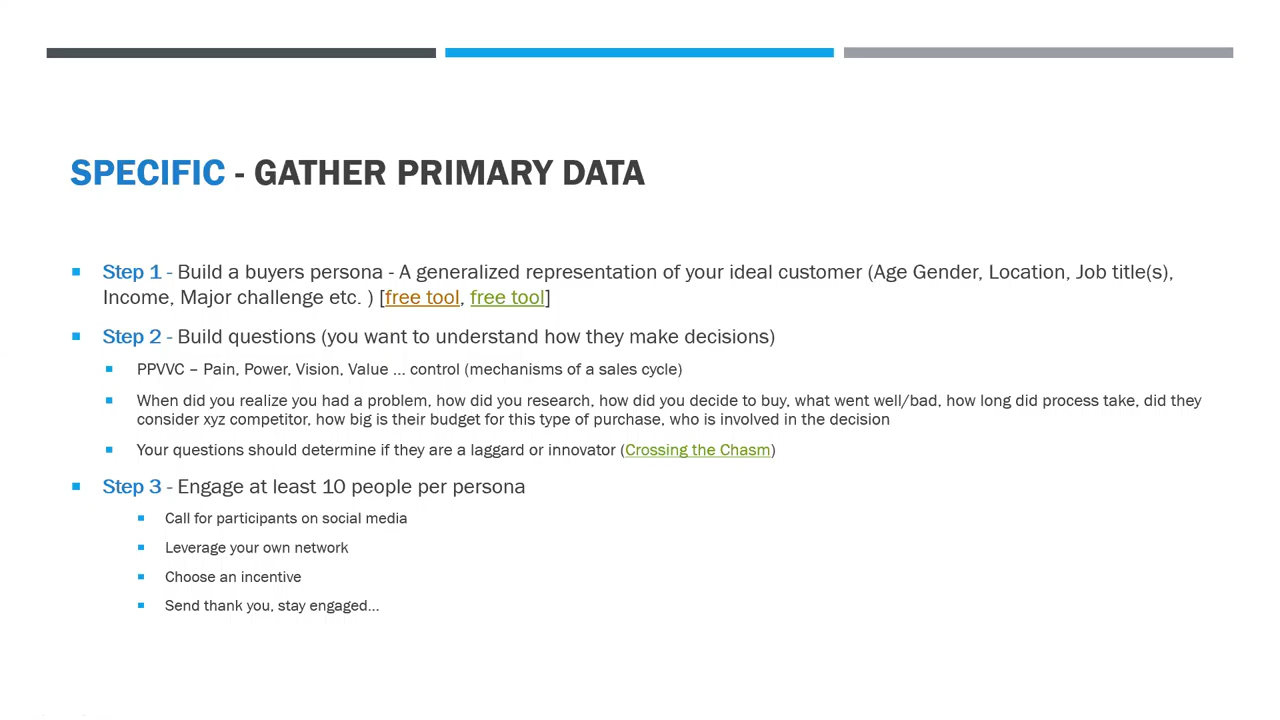 SPECIFIC - GATHER PRIMARY DATA
Step 1 - Build a buyers persona - A generalized representation of your ideal customer (Age Gender, Location, Job title(s),
Income, Major challenge etc. ) [free tool, free tool]
Step 2 - Build questions (you want to understand how they make decisions)
PPVVC – Pain, Power, Vision, Value ... control (mechanisms of a sales cycle)
When did you realize you had a problem, how did you research, how did you decide to buy, what went well/bad, how long did process take, did they
consider xyz competitor, how big is their budget for this type of purchase, who is involved in the decision
Your questions should determine if they are a laggard or innovator (Crossing the Chasm)
Step 3 - Engage at least 10 people per persona
Call for participants on social media
Leverage your own network
Choose an incentive
Send thank you, stay engaged...